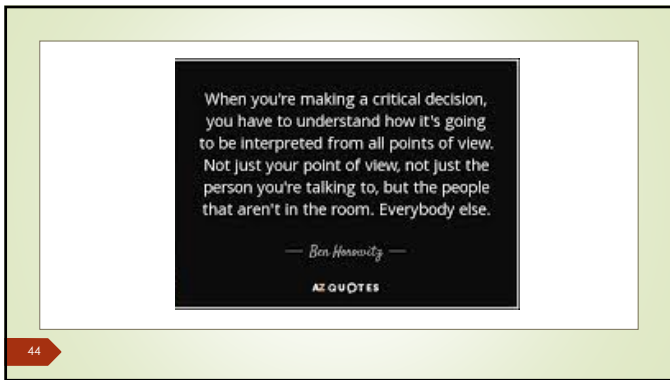 When you're making a critical decision,
you have to understand how it's going
to be interpreted from all points of view.
Not just your point of view, not just the
person you're talking to, but the people
that aren't in the room. Everybody else.
— Ben Horowitz —
AZ QUOTES
44